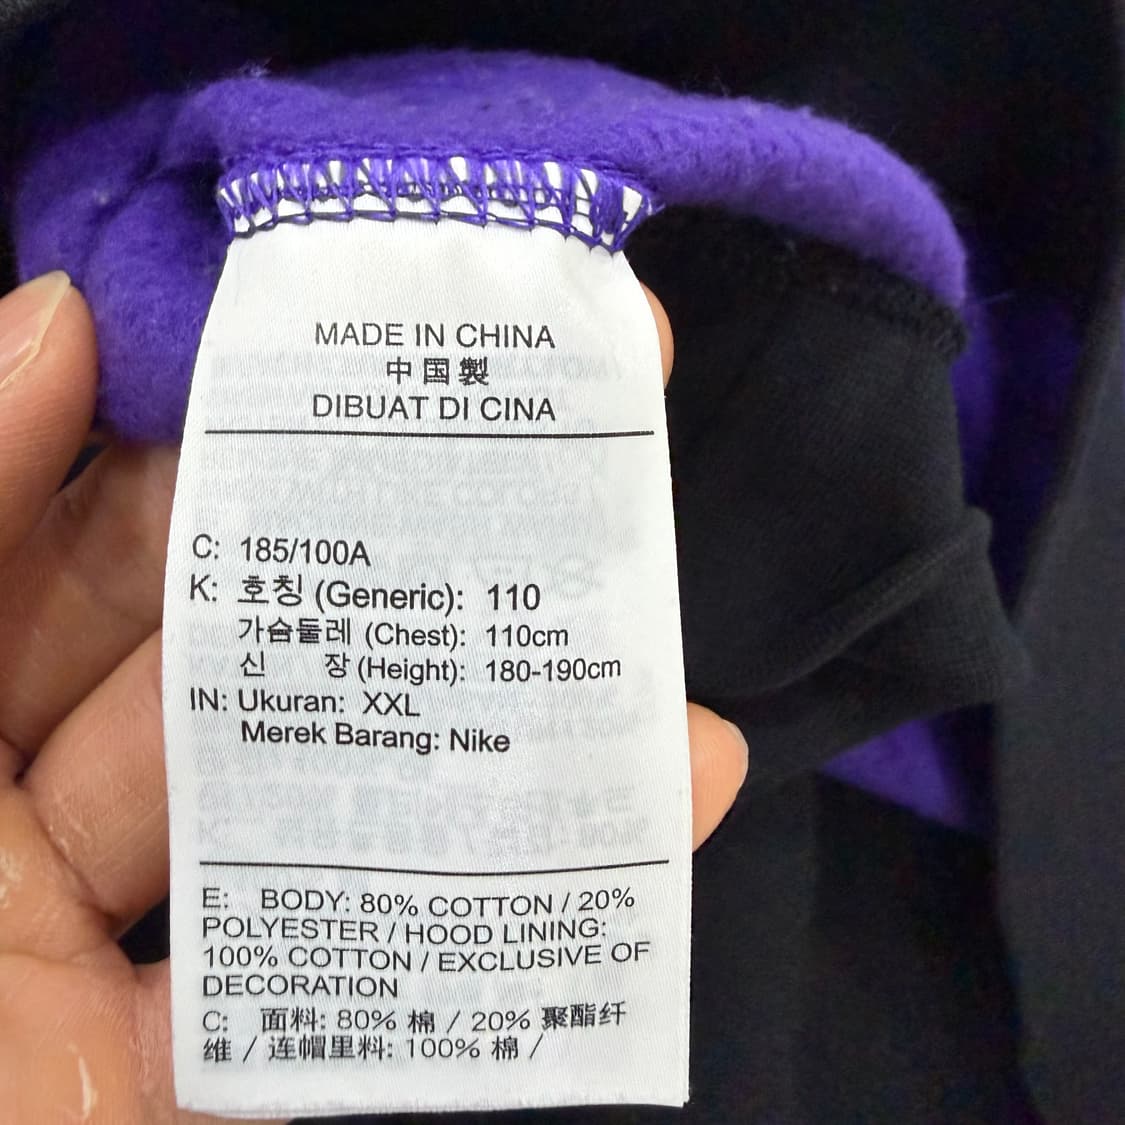 MADE IN CHINA
中国製
DIBUAT DI CINA
C: 185/100A
K: 호칭 (Generic): 110
가슴둘레 (Chest): 110cm
신 장 (Height): 180-190cm
IN: Ukuran: XXL
Merek Barang: Nike
E: BODY: 80% COTTON / 20%
POLYESTER / HOOD LINING:
100% COTTON / EXCLUSIVE OF
DECORATION
C: 面料: 80% 棉 / 20% 聚酯纤
维 / 连帽里料: 100% 棉 /